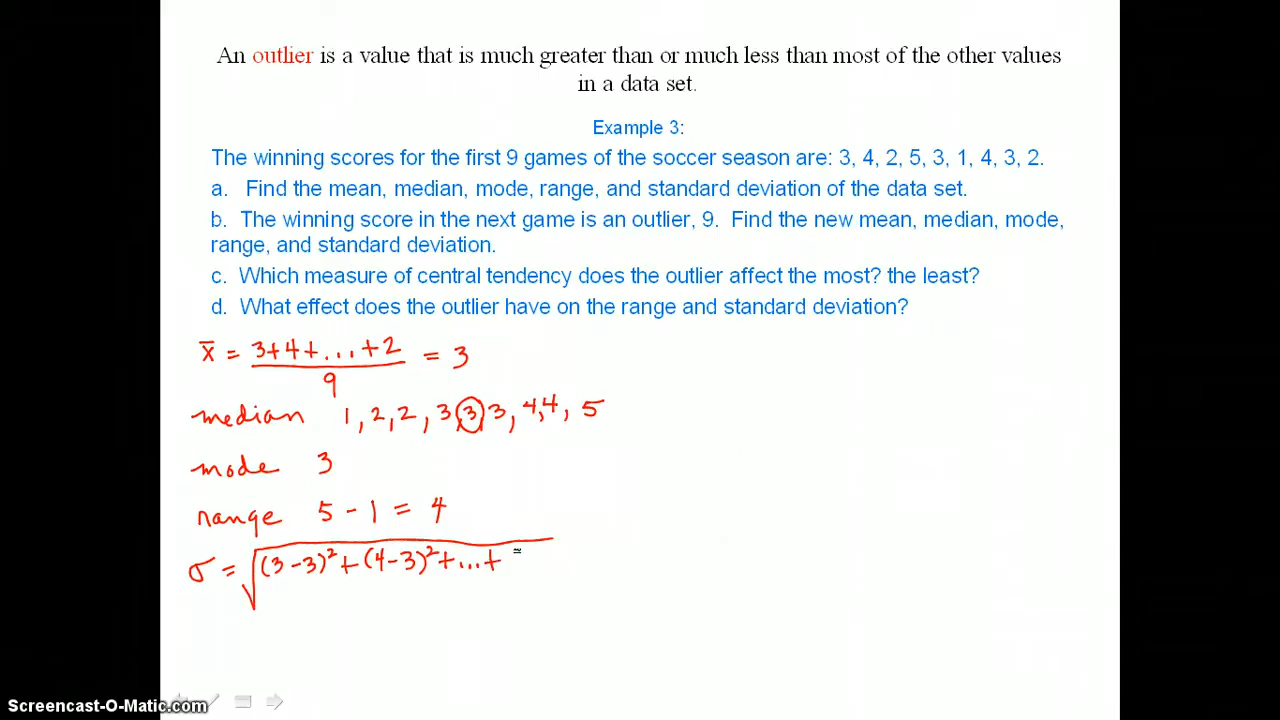 An outlier is a value that is much greater than or much less than most of the other values
in a data set.
Example 3:
The winning scores for the first 9 games of the soccer season are: 3, 4, 2, 5, 3, 1, 4, 3, 2.
a. Find the mean, median, mode, range, and standard deviation of the data set.
b. The winning score in the next game is an outlier, 9. Find the new mean, median, mode,
range, and standard deviation.
c. Which measure of central tendency does the outlier affect the most? the least?
d. What effect does the outlier have on the range and standard deviation?
x̅ = 3+4+...+2 / 9 = 3
median 1, 2, 2, 3 3, 3, 4, 4, 5
mode 3
range 5 - 1 = 4
σ = √(3-3)² + (4-3)² + ... +
Screencast-O-Matic.com